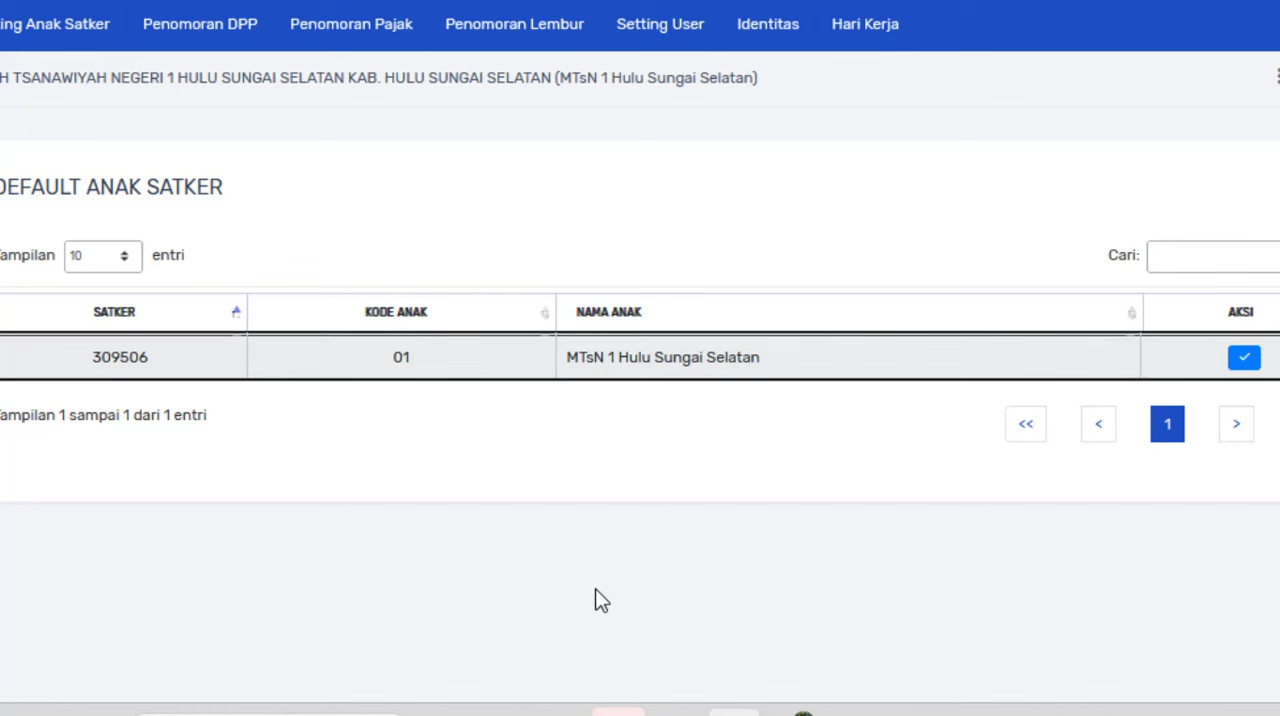 ing Anak Satker Penomoran DPP Penomoran Pajak Penomoran Lembur Setting User Identitas Hari Kerja
H TSANAWIYAH NEGERI 1 HULU SUNGAI SELATAN KAB. HULU SUNGAI SELATAN (MTsN 1 Hulu Sungai Selatan)
DEFAULT ANAK SATKER
Tampilan 10 entri Cari:
SATKER KODE ANAK NAMA ANAK AKSI
309506 01 MTsN 1 Hulu Sungai Selatan
Tampilan 1 sampai 1 dari 1 entri << < 1 >